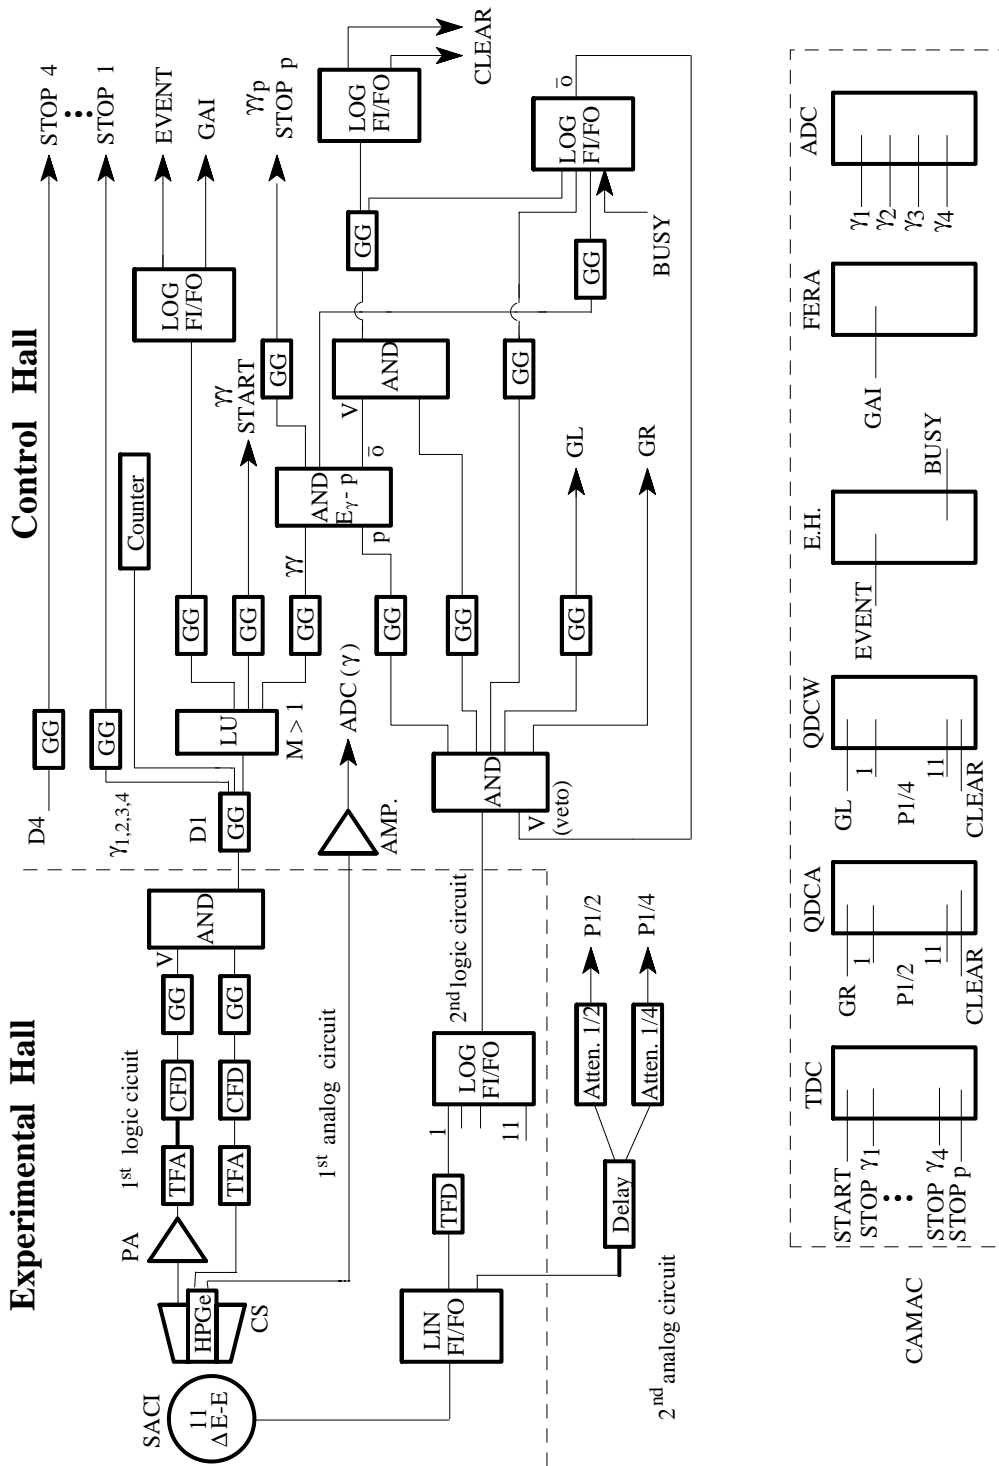 Experimental Hall
Control Hall
SACI
11
ΔE-E
HPGe
CS
PA
1st logic cicuit
TFA
CFD
GG
V
TFA
CFD
GG
AND
1st analog circuit
AMP.
ADC (γ)
D4
GG
STOP 4
γ1,2,3,4
GG
STOP 1
D1
GG
Counter
LU
M > 1
GG
LOG
FI/FO
EVENT
GAI
GG
γγ
START
GG
γγ
AND
Eγ- p
p
o̅
GG
γγp
STOP p
V
AND
GG
LOG
FI/FO
CLEAR
GG
GG
GG
GG
LOG
FI/FO
o̅
BUSY
GG
GL
GR
AND
V
(veto)
LIN
FI/FO
TFD
1
11
LOG
FI/FO
2nd logic circuit
Delay
Atten. 1/2
P1/2
Atten. 1/4
P1/4
2nd analog circuit
CAMAC
TDC
START
STOP γ1
STOP γ4
STOP p
QDCA
GR
1
P1/2
11
CLEAR
QDCW
GL
1
P1/4
11
CLEAR
E.H.
EVENT
BUSY
FERA
GAI
ADC
γ1
γ2
γ3
γ4